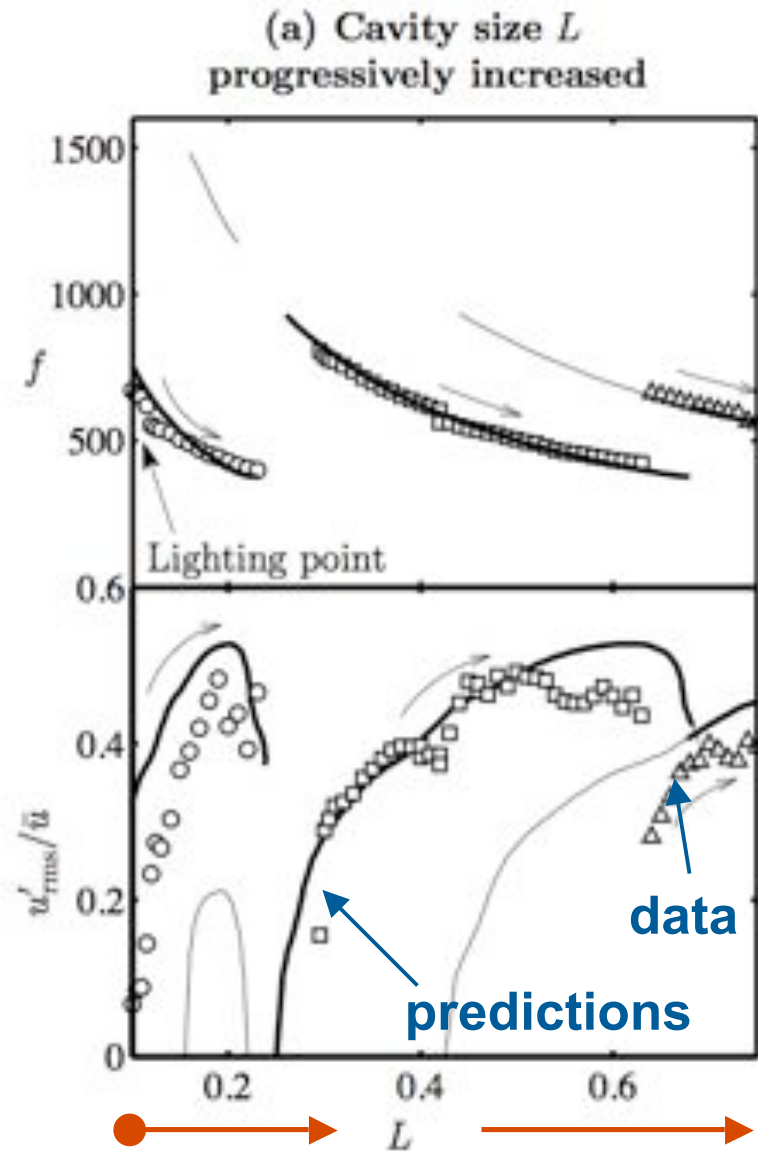 (a) Cavity size L
progressively increased
1500
1000
f
500
Lighting point
0.6
0.4
u′rms/ū
0.2
data
predictions
0
0.2 0.4 0.6
L